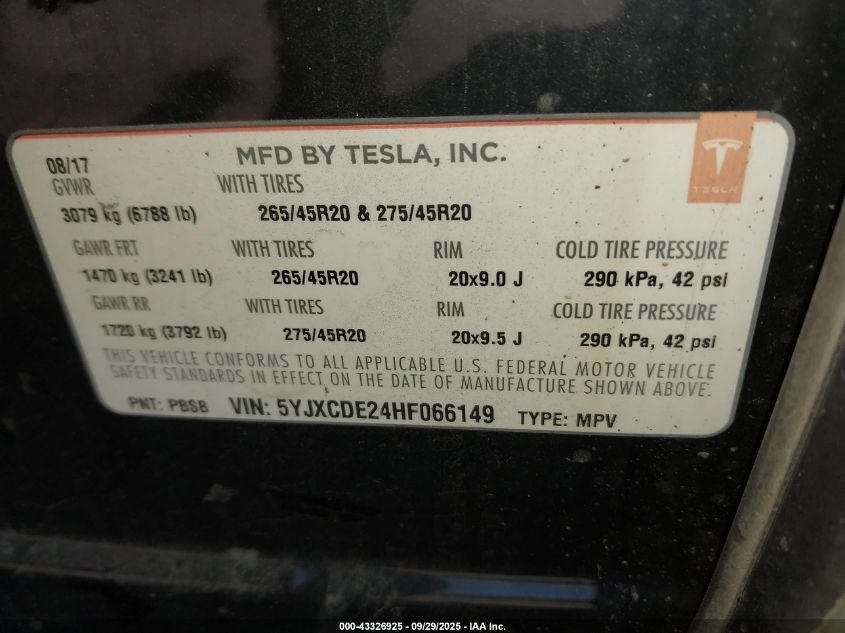 08/17
MFD BY TESLA, INC.
TESLA
GVWR WITH TIRES
3079 kg (6788 lb) 265/45R20 & 275/45R20
GAWR FRT WITH TIRES RIM COLD TIRE PRESSURE
1470 kg (3241 lb) 265/45R20 20x9.0 J 290 kPa, 42 psi
GAWR RR WITH TIRES RIM COLD TIRE PRESSURE
1720 kg (3792 lb) 275/45R20 20x9.5 J 290 kPa, 42 psi
THIS VEHICLE CONFORMS TO ALL APPLICABLE U.S. FEDERAL MOTOR VEHICLE
SAFETY STANDARDS IN EFFECT ON THE DATE OF MANUFACTURE SHOWN ABOVE.
PNT: PBSB VIN: 5YJXCDE24HF066149 TYPE: MPV
000-43326925 - 09/29/2025 - IAA Inc.